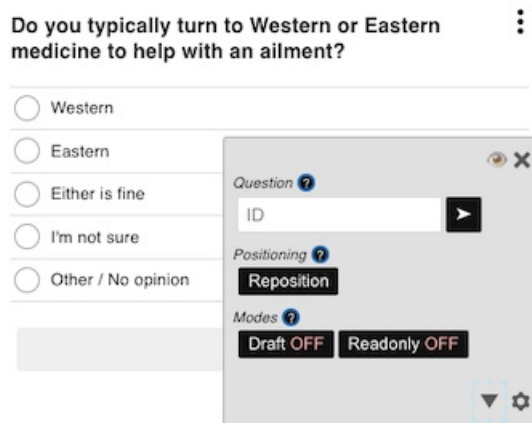 Do you typically turn to Western or Eastern
medicine to help with an ailment?
Western
Eastern
Either is fine
I'm not sure
Other / No opinion
Question ?
ID
Positioning ?
Reposition
Modes ?
Draft OFF Readonly OFF